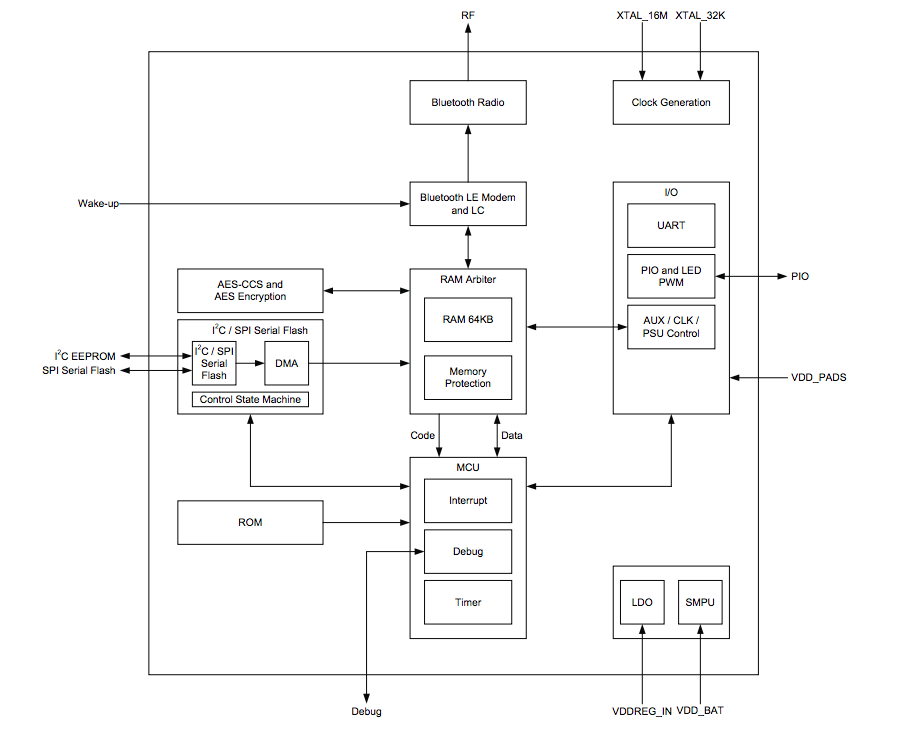 RF
XTAL_16M XTAL_32K
Bluetooth Radio
Clock Generation
Wake-up
Bluetooth LE Modem
and LC
I/O
UART
PIO and LED
PWM
PIO
AUX / CLK /
PSU Control
VDD_PADS
AES-CCS and
AES Encryption
RAM Arbiter
RAM 64KB
Memory
Protection
I²C / SPI Serial Flash
I²C / SPI
Serial
Flash
DMA
Control State Machine
I²C EEPROM
SPI Serial Flash
Code
Data
MCU
Interrupt
Debug
Timer
ROM
LDO
SMPU
Debug
VDDREG_IN VDD_BAT